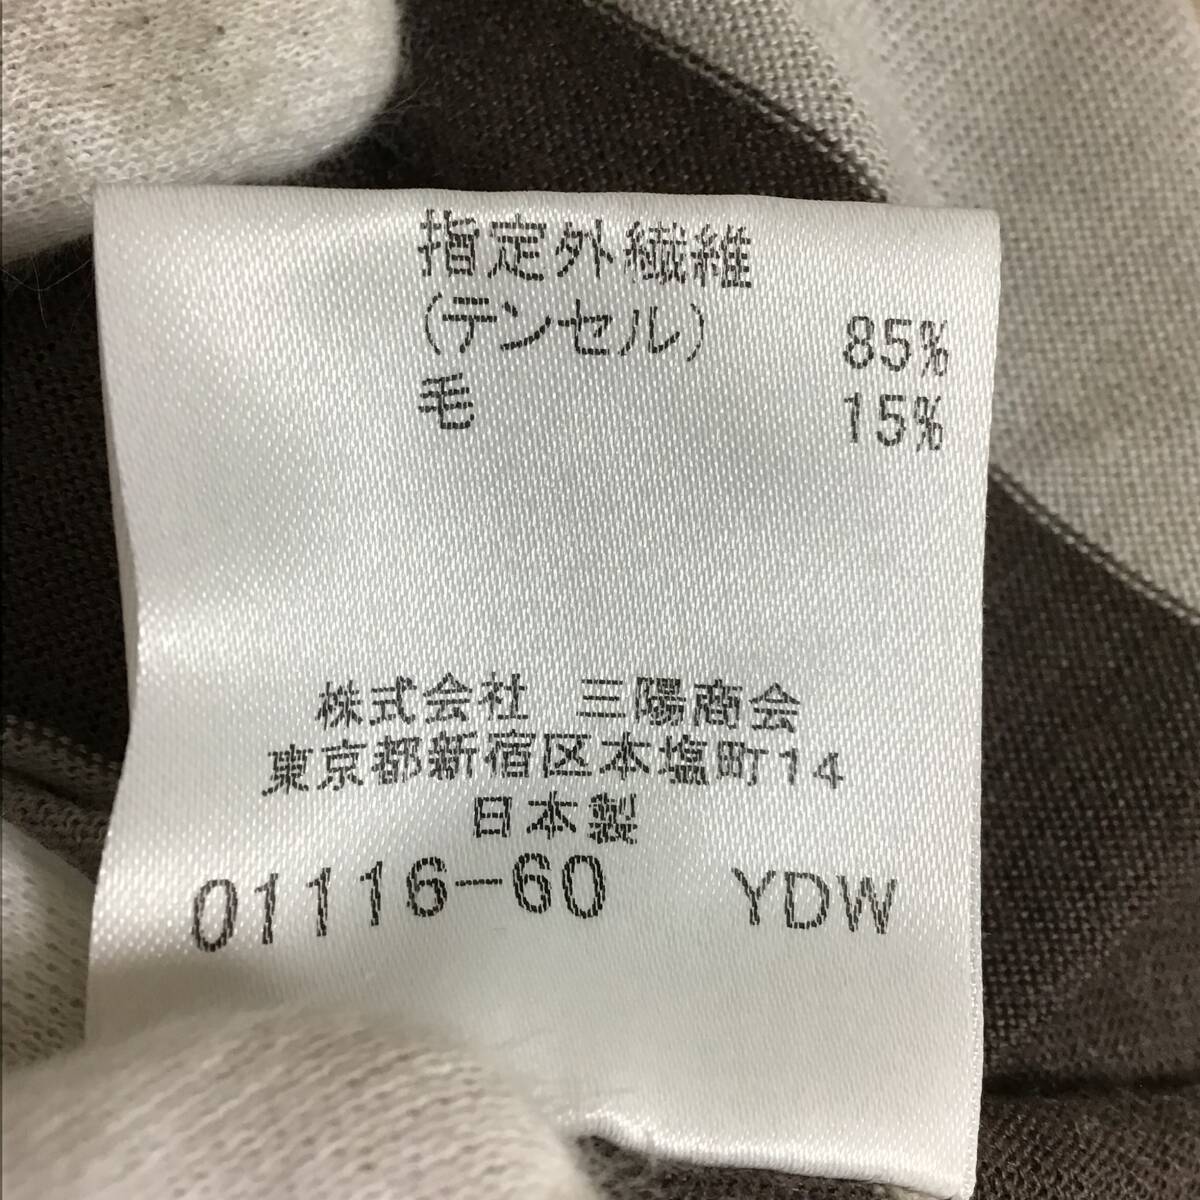 指定外繊維
(テンセル) 85%
毛 15%
株式会社 三陽商会
東京都新宿区本塩町14
日本製
01116-60 YDW